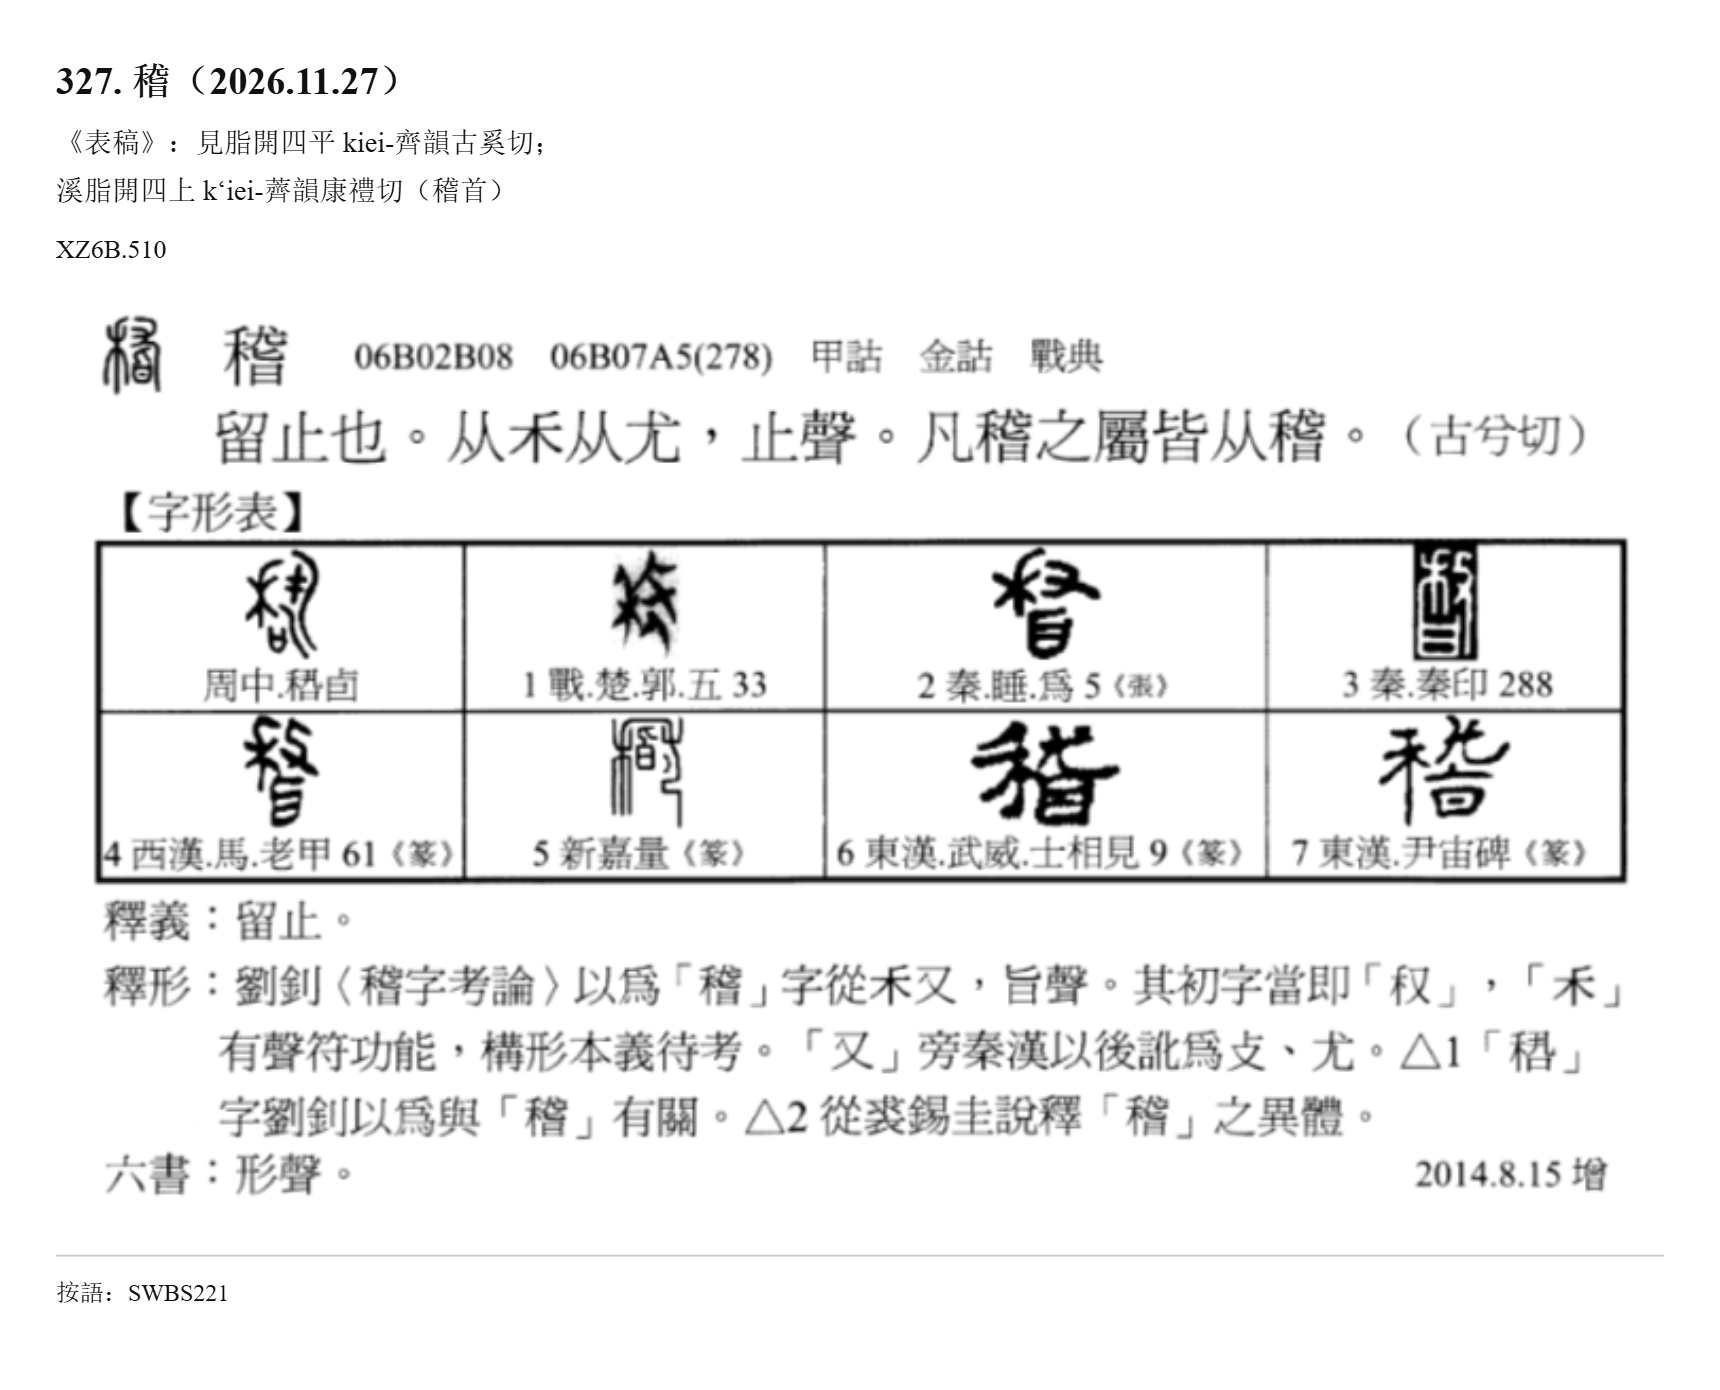 327. 稽（2026.11.27）
《表稿》：見脂開四平 kiei-齊韻古奚切；
溪脂開四上 k‘iei-薺韻康禮切（稽首）
XZ6B.510
稽 06B02B08 06B07A5(278) 甲詁 金詁 戰典
留止也。从禾从尤，止聲。凡稽之屬皆从稽。（古兮切）
【字形表】
周中.𥡴卣 1 戰.楚.郭.五 33 2 秦.睡.爲 5《張》 3 秦.秦印 288
4 西漢.馬.老甲 61《篆》 5 新嘉量《篆》 6 東漢.武威.士相見 9《篆》 7 東漢.尹宙碑《篆》
釋義：留止。
釋形：劉釗〈稽字考論〉以爲「稽」字從禾又，旨聲。其初字當即「䅈」，「禾」
有聲符功能，構形本義待考。「又」旁秦漢以後訛爲攴、尤。△1「」
字劉釗以爲與「稽」有關。△2 從裘錫圭說釋「稽」之異體。
六書：形聲。
2014.8.15 增
按語：SWBS221